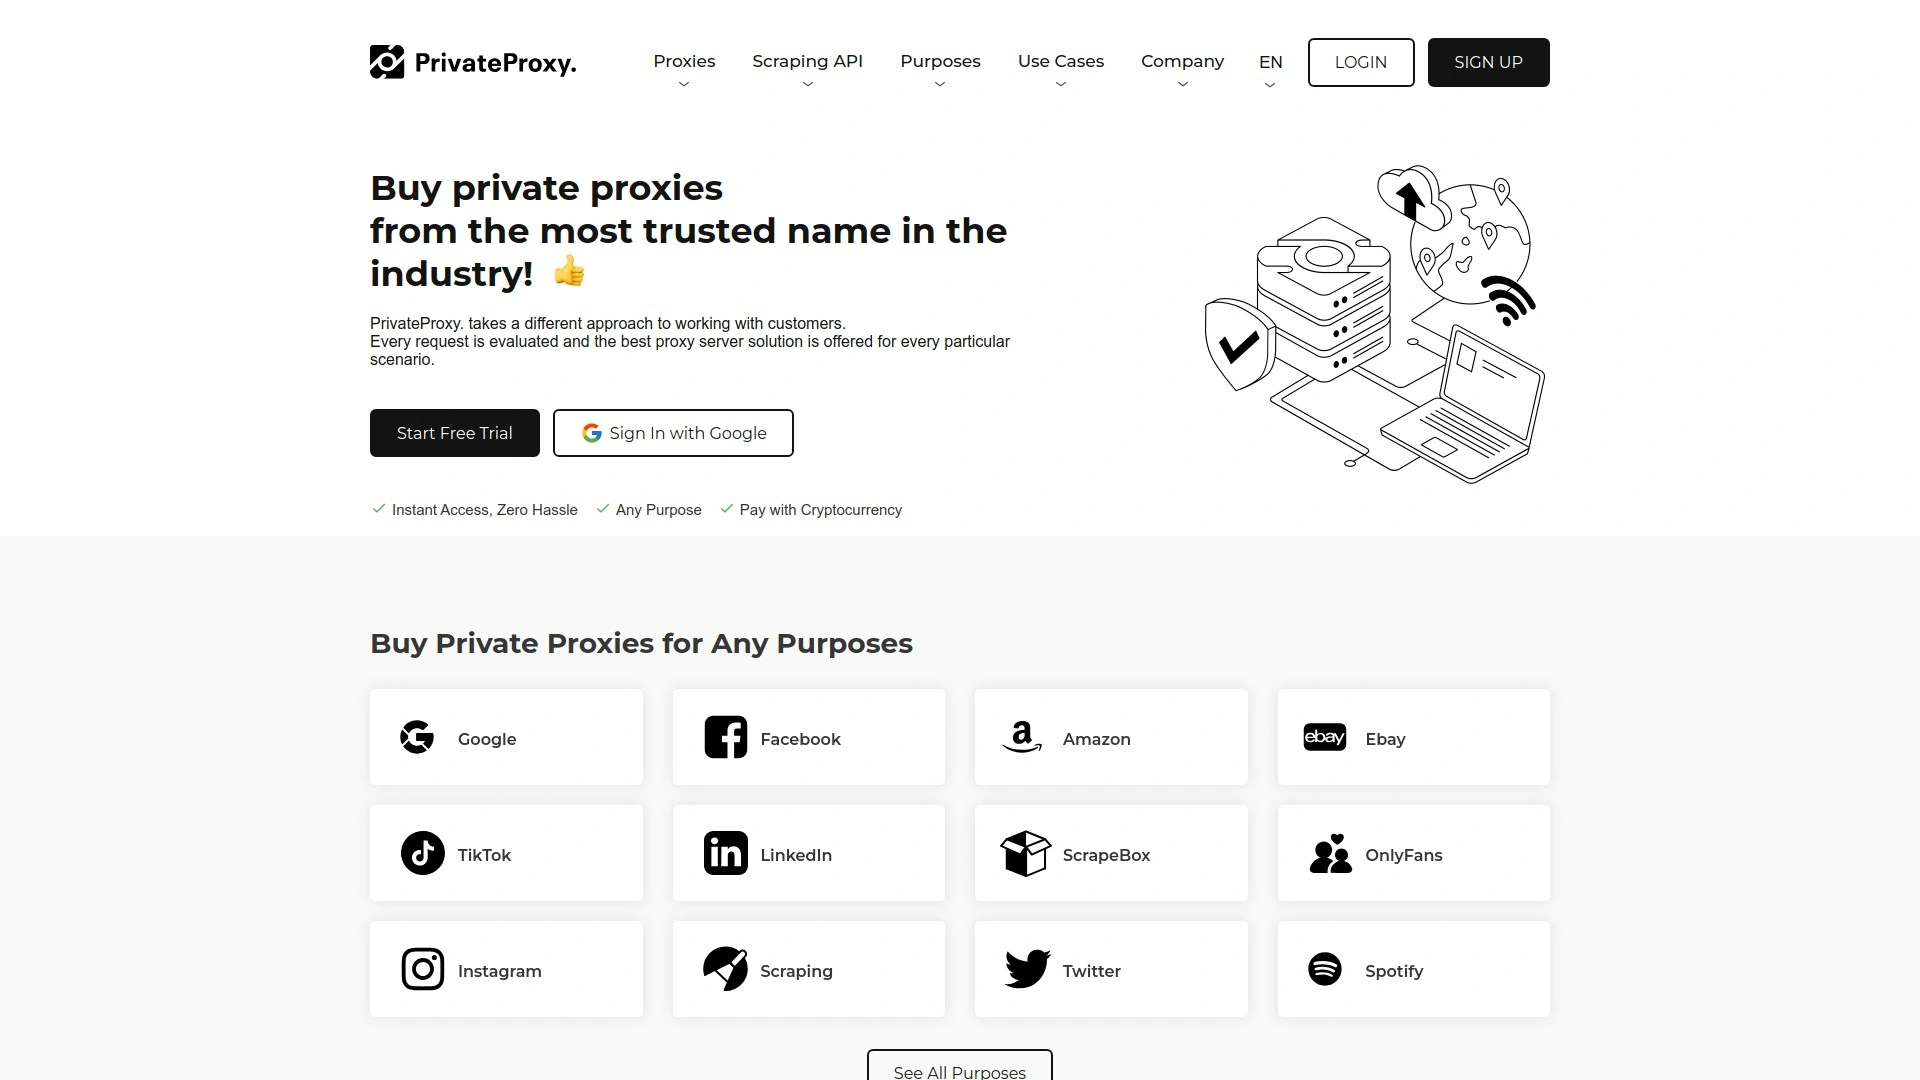 PrivateProxy.
Proxies
Scraping API
Purposes
Use Cases
Company
EN
LOGIN
SIGN UP
Buy private proxies
from the most trusted name in the
industry! 👍
PrivateProxy. takes a different approach to working with customers.
Every request is evaluated and the best proxy server solution is offered for every particular
scenario.
Start Free Trial
Sign In with Google
Instant Access, Zero Hassle
Any Purpose
Pay with Cryptocurrency
Buy Private Proxies for Any Purposes
Google
Facebook
Amazon
ebay
Ebay
TikTok
LinkedIn
ScrapeBox
OnlyFans
Instagram
Scraping
Twitter
Spotify
See All Purposes